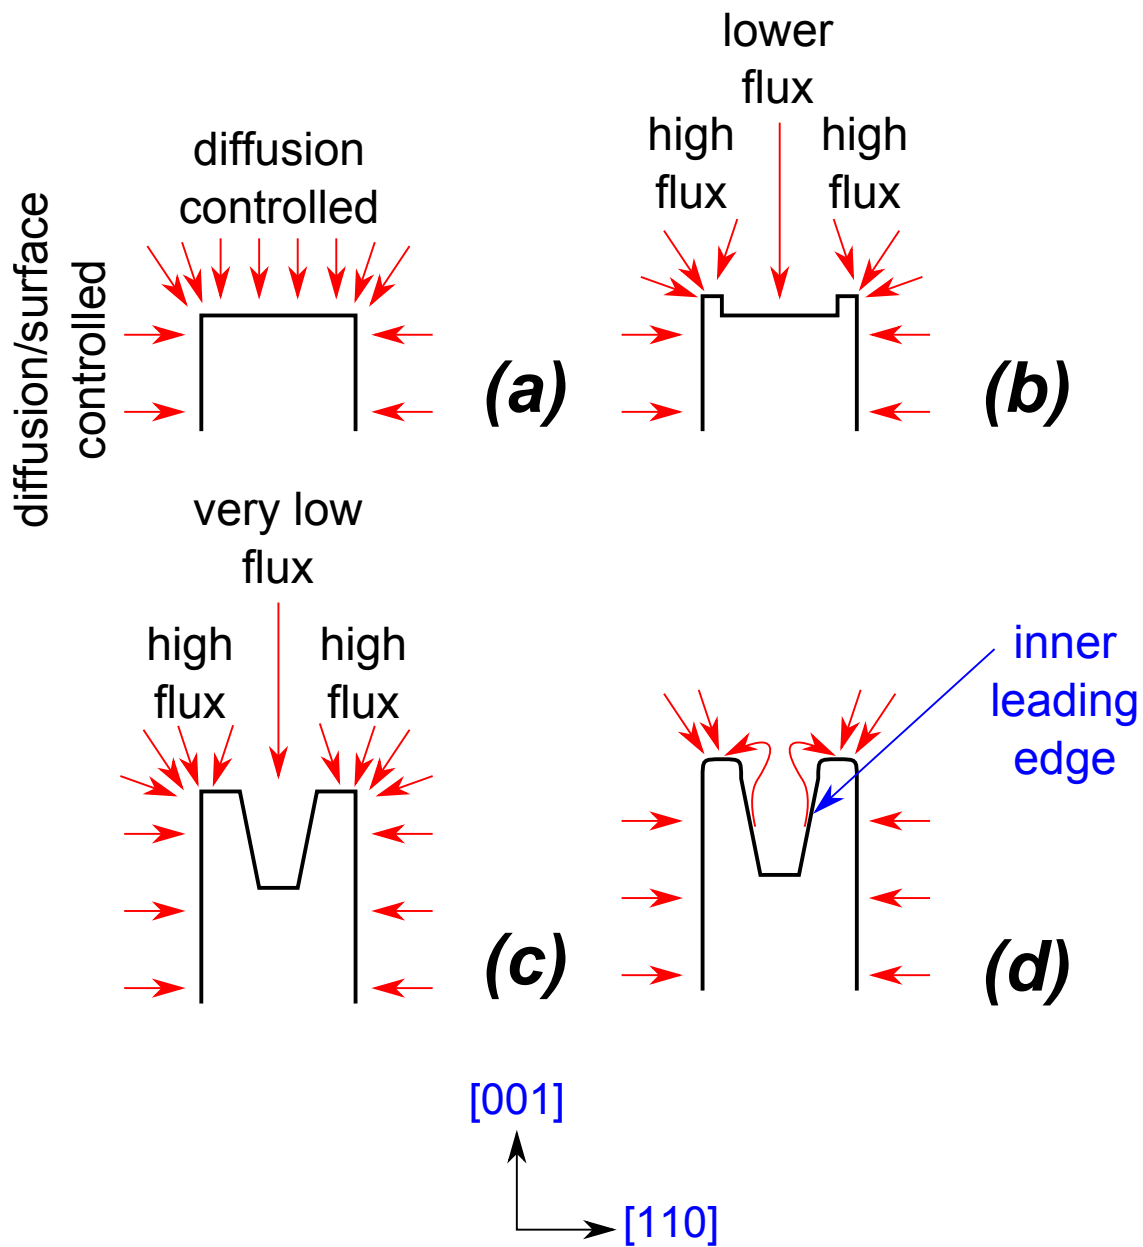 diffusion
controlled
diffusion/surface
controlled
(a)
lower
flux
high
flux
high
flux
(b)
very low
flux
high
flux
high
flux
(c)
inner
leading
edge
(d)
[001]
[110]